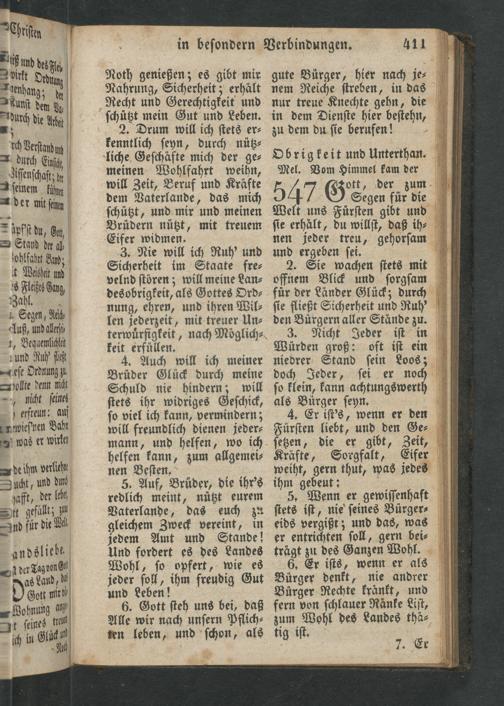 Christen
in besondern Verbindungen. 411
Noth genießen; es gibt mir
Nahrung, Sicherheit; erhält
Recht und Gerechtigkeit und
schützt mein Gut und Leben.
2. Drum will ich stets er-
kenntlich seyn, durch nütz-
liche Geschäfte mich der ge-
meinen Wohlfahrt weihn,
will Zeit, Beruf und Kräfte
dem Vaterlande, das mich
schützt, und mir und meinen
Brüdern nützt, mit treuem
Eifer widmen.
3. Nie will ich Ruh' und
Sicherheit im Staate fre-
velnd stören; will meine Lan-
desobrigkeit, als Gottes Ord-
nung, ehren, und ihren Wil-
len jederzeit, mit treuer Un-
terwürfigkeit, nach Möglich-
keit erfüllen.
4. Auch will ich meiner
Brüder Glück durch meine
Schuld nie hindern; will
stets ihr widriges Geschick,
so viel ich kann, vermindern;
will freundlich dienen jeder-
mann, und helfen, wo ich
helfen kann, zum allgemei-
nen Besten.
5. Auf, Brüder, die ihr's
redlich meint, nützt eurem
Vaterlande, das euch zu
gleichem Zweck vereint, in
jedem Amt und Stande!
Und fordert es des Landes
Wohl, so opfert, wie es
jeder soll, ihm freudig Gut
und Leben!
6. Gott steh uns bei, daß
Alle wir nach unsern Pflich-
ten leben, und schon, als
gute Bürger, hier nach je-
nem Reiche streben, in das
nur treue Knechte gehn, die
in dem Dienste hier bestehn,
zu dem du sie berufen!
Obrigkeit und Unterthan.
Mel. Vom Himmel kam der
547 Gott, der zum
Segen für die
Welt uns Fürsten gibt und
sie erhält, du willst, daß ih-
nen jeder treu, gehorsam
und ergeben sei.
2. Sie wachen stets mit
offnem Blick und sorgsam
für der Länder Glück; durch
sie fließt Sicherheit und Ruh'
den Bürgern aller Stände zu.
3. Nicht Jeder ist in
Würden groß: oft ist ein
niedrer Stand sein Loos;
doch Jeder, sei er noch
so klein, kann achtungswerth
als Bürger seyn.
4. Er ist's, wenn er den
Fürsten liebt, und den Ge-
setzen, die er gibt, Zeit,
Kräfte, Sorgfalt, Eifer
weiht, gern thut, was jedes
ihm gebeut:
5. Wenn er gewissenhaft
stets ist, nie seines Bürger-
eids vergißt; und das, was
er entrichten soll, gern bei-
trägt zu des Ganzen Wohl.
6. Er ists, wenn er als
Bürger denkt, nie andrer
Bürger Rechte kränkt, und
fern von schlauer Ränke List,
zum Wohl des Landes thä-
tig ist.
7. Er